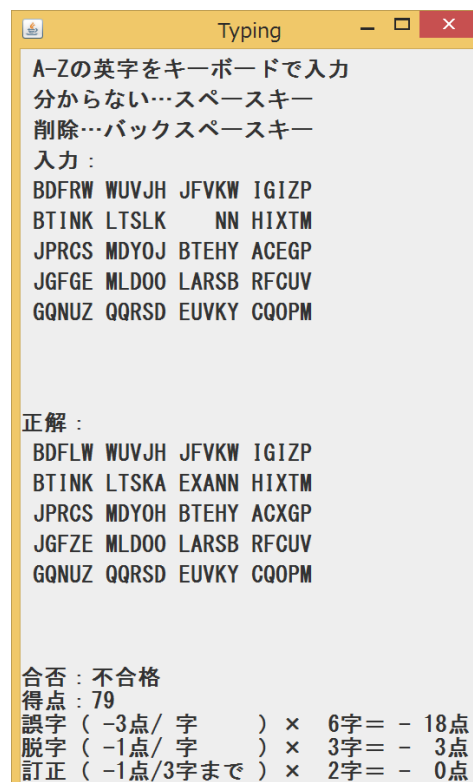 Typing
A-Zの英字をキーボードで入力
分からない…スペースキー
削除…バックスペースキー
入力:
BDFRW WUVJH JFVKW IGIZP
BTINK LTSLK    NN HIXTM
JPRCS MDYOJ BTEHY ACEGP
JGFGE MLDOO LARSB RFCUV
GQNUZ QQRSD EUVKY CQOPM
正解:
BDFLW WUVJH JFVKW IGIZP
BTINK LTSKA EXANN HIXTM
JPRCS MDYOH BTEHY ACXGP
JGFZE MLDOO LARSB RFCUV
GQNUZ QQRSD EUVKY CQOPM
合否:不合格
得点:79
誤字 ( -3点/ 字     ) × 6字= - 18点
脱字 ( -1点/ 字     ) × 3字= -  3点
訂正 ( -1点/3字まで ) × 2字= -  0点